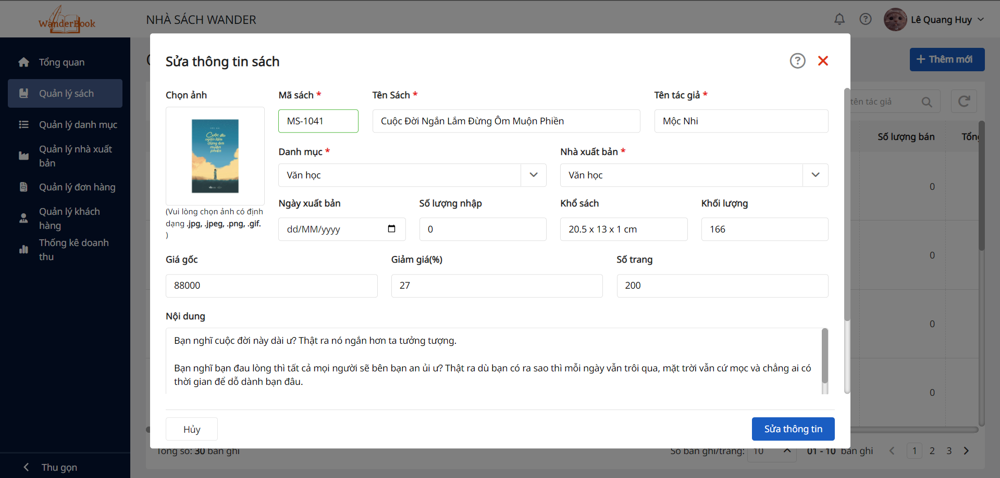 WanderBook
NHÀ SÁCH WANDER
Lê Quang Huy
Tổng quan
Quản lý sách
Quản lý danh mục
Quản lý nhà xuất
bản
Quản lý đơn hàng
Quản lý khách
hàng
Thống kê doanh
thu
Thu gọn
+ Thêm mới
tên tác giả
Số lượng bán
0
0
0
0
Sửa thông tin sách
Chọn ảnh
Cuộc đời
ngắn lắm
đừng ôm
muộn
phiền
(Vui lòng chọn ảnh có định
dạng .jpg, .jpeg, .png, .gif.
)
Mã sách *
MS-1041
Tên Sách *
Cuộc Đời Ngắn Lắm Đừng Ôm Muộn Phiền
Tên tác giả *
Mộc Nhi
Danh mục *
Văn học
Nhà xuất bản *
Văn học
Ngày xuất bản
dd/MM/yyyy
Số lượng nhập
0
Khổ sách
20.5 x 13 x 1 cm
Khối lượng
166
Giá gốc
88000
Giảm giá(%)
27
Số trang
200
Nội dung
Bạn nghĩ cuộc đời này dài ư? Thật ra nó ngắn hơn ta tưởng tượng.
Bạn nghĩ bạn đau lòng thì tất cả mọi người sẽ bên bạn an ủi ư? Thật ra dù bạn có ra sao thì mỗi ngày vẫn trôi qua, mặt trời vẫn cứ mọc và chẳng ai có
thời gian để dỗ dành bạn đâu.
Hủy
Sửa thông tin
Tổng số: 30 bản ghi
Số bản ghi/trang: 10
01 - 10 bản ghi
1 2 3